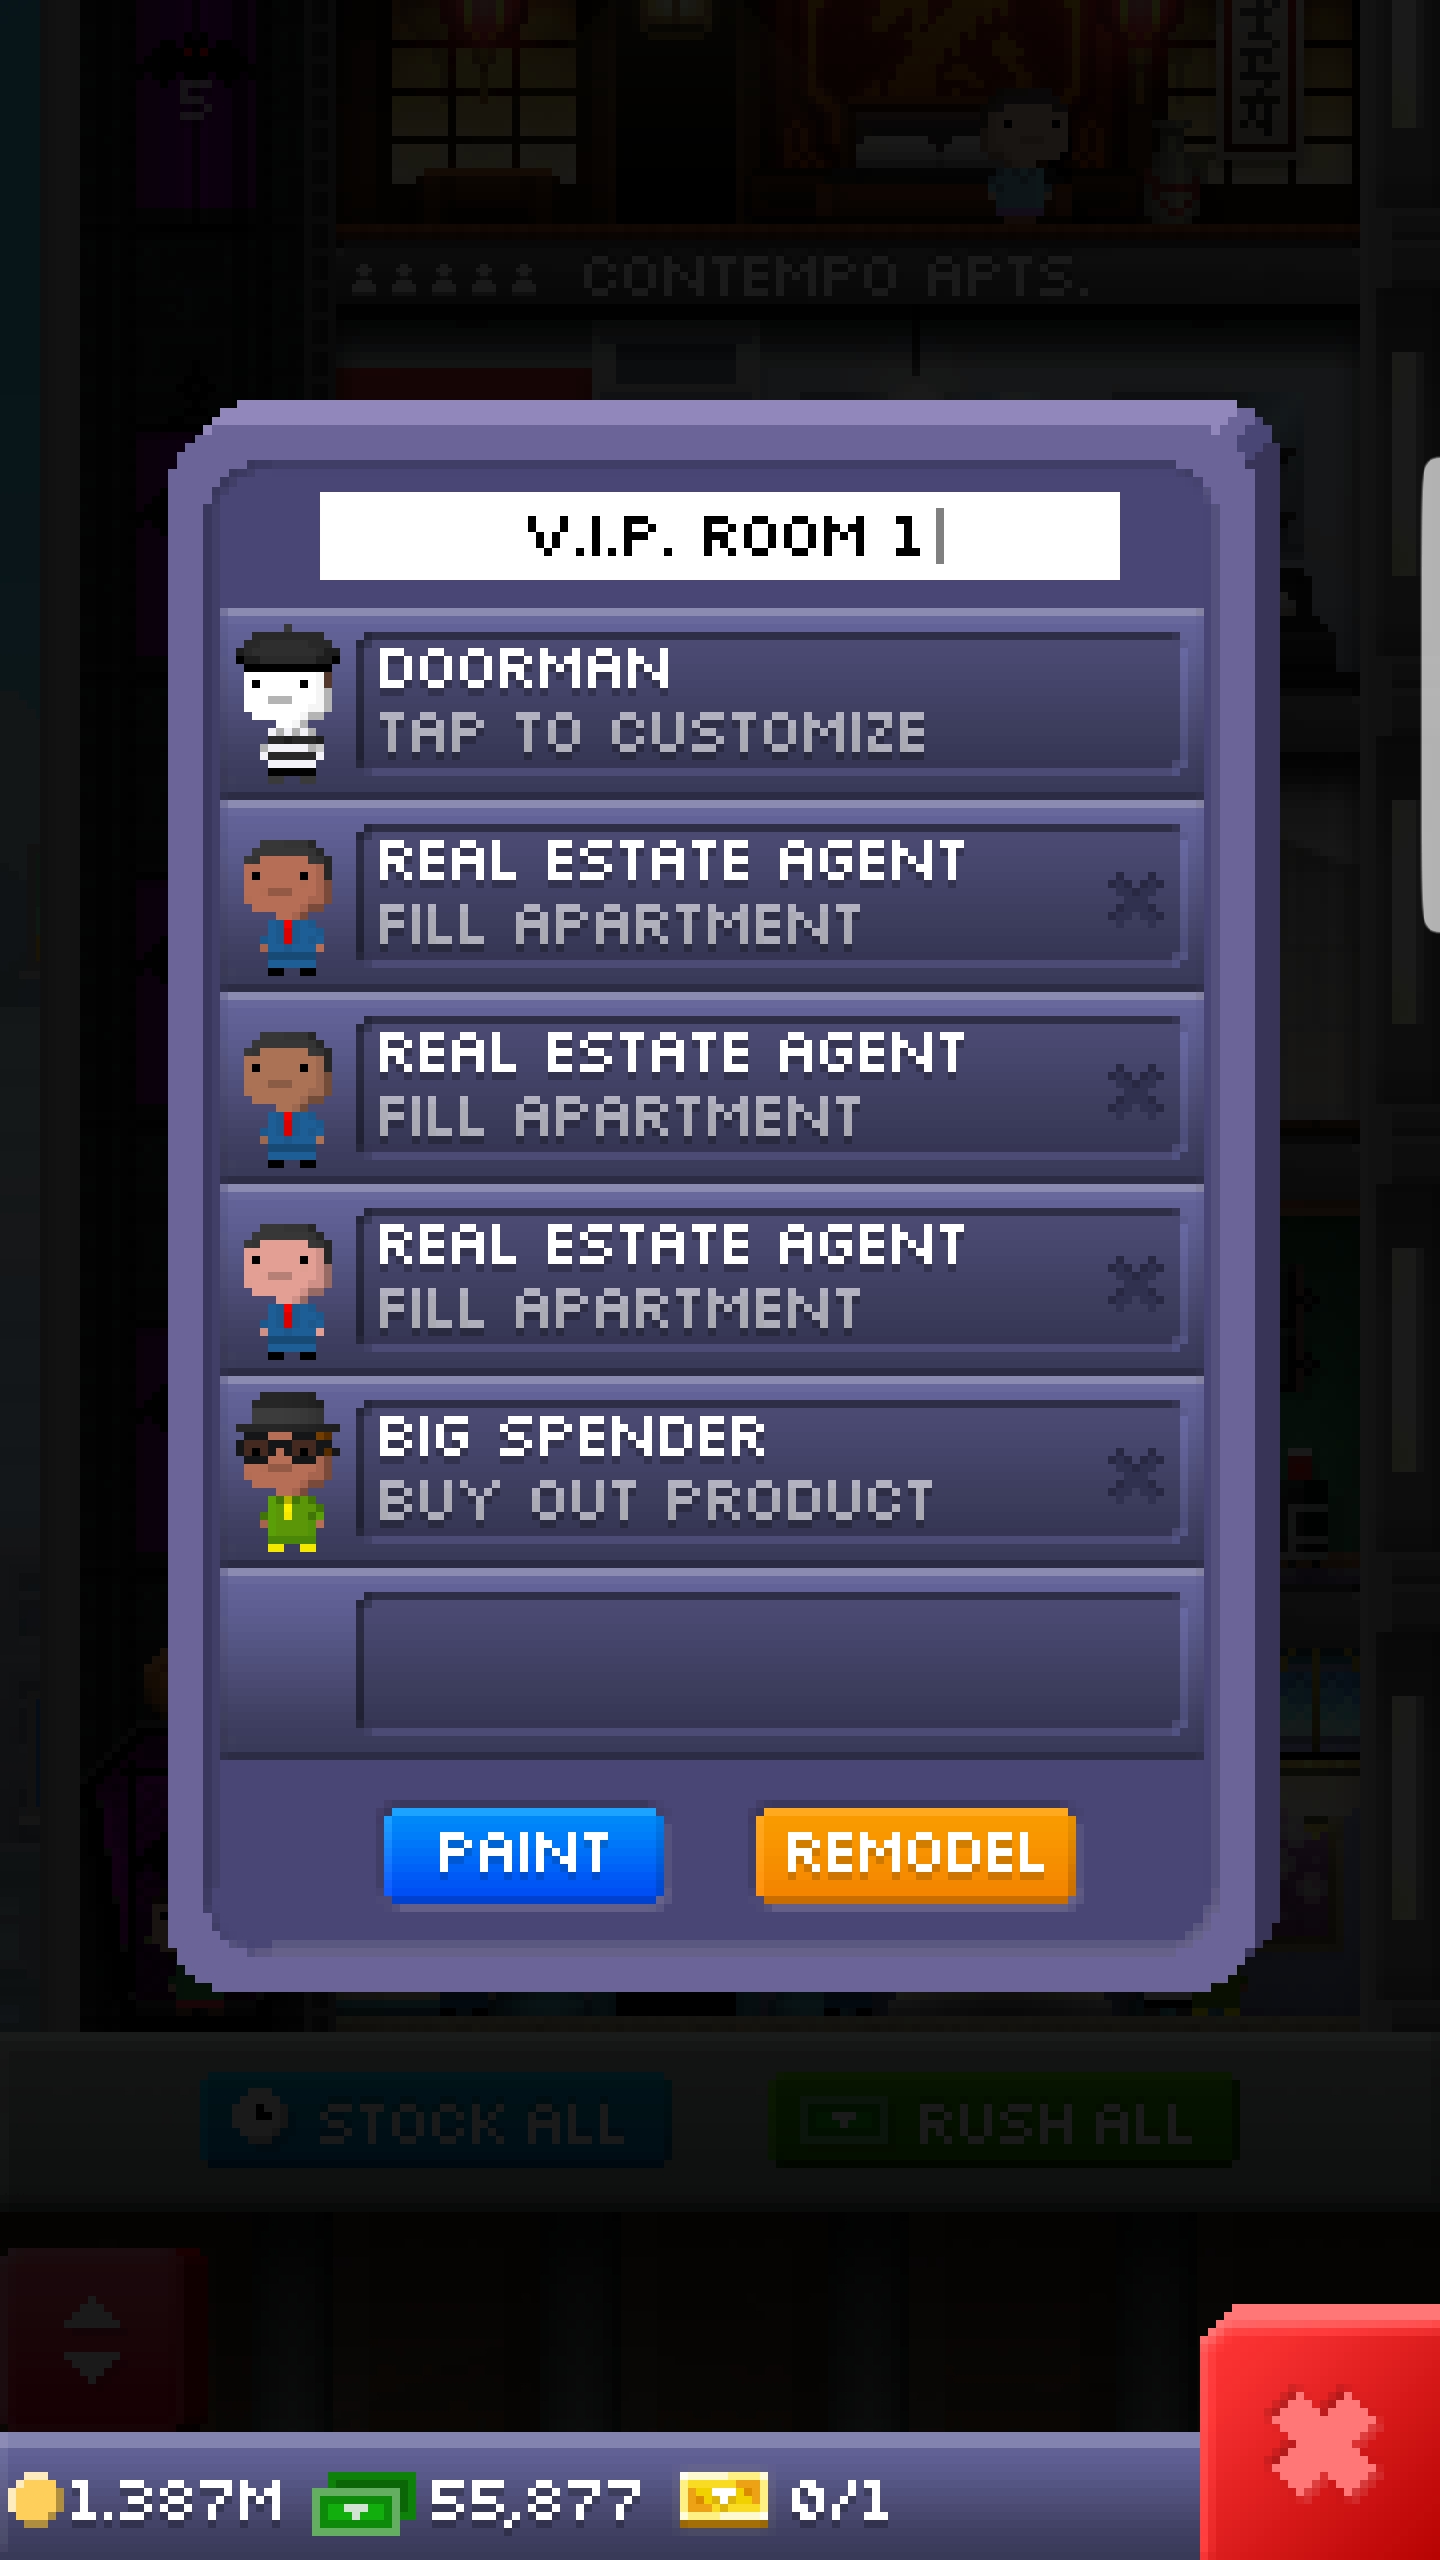 5
CONTEMPO APTS.
V.I.P. ROOM 1
DOORMAN
TAP TO CUSTOMIZE
REAL ESTATE AGENT
FILL APARTMENT
REAL ESTATE AGENT
FILL APARTMENT
REAL ESTATE AGENT
FILL APARTMENT
BIG SPENDER
BUY OUT PRODUCT
PAINT REMODEL
STOCK ALL RUSH ALL
1.387M 55,877 0/1